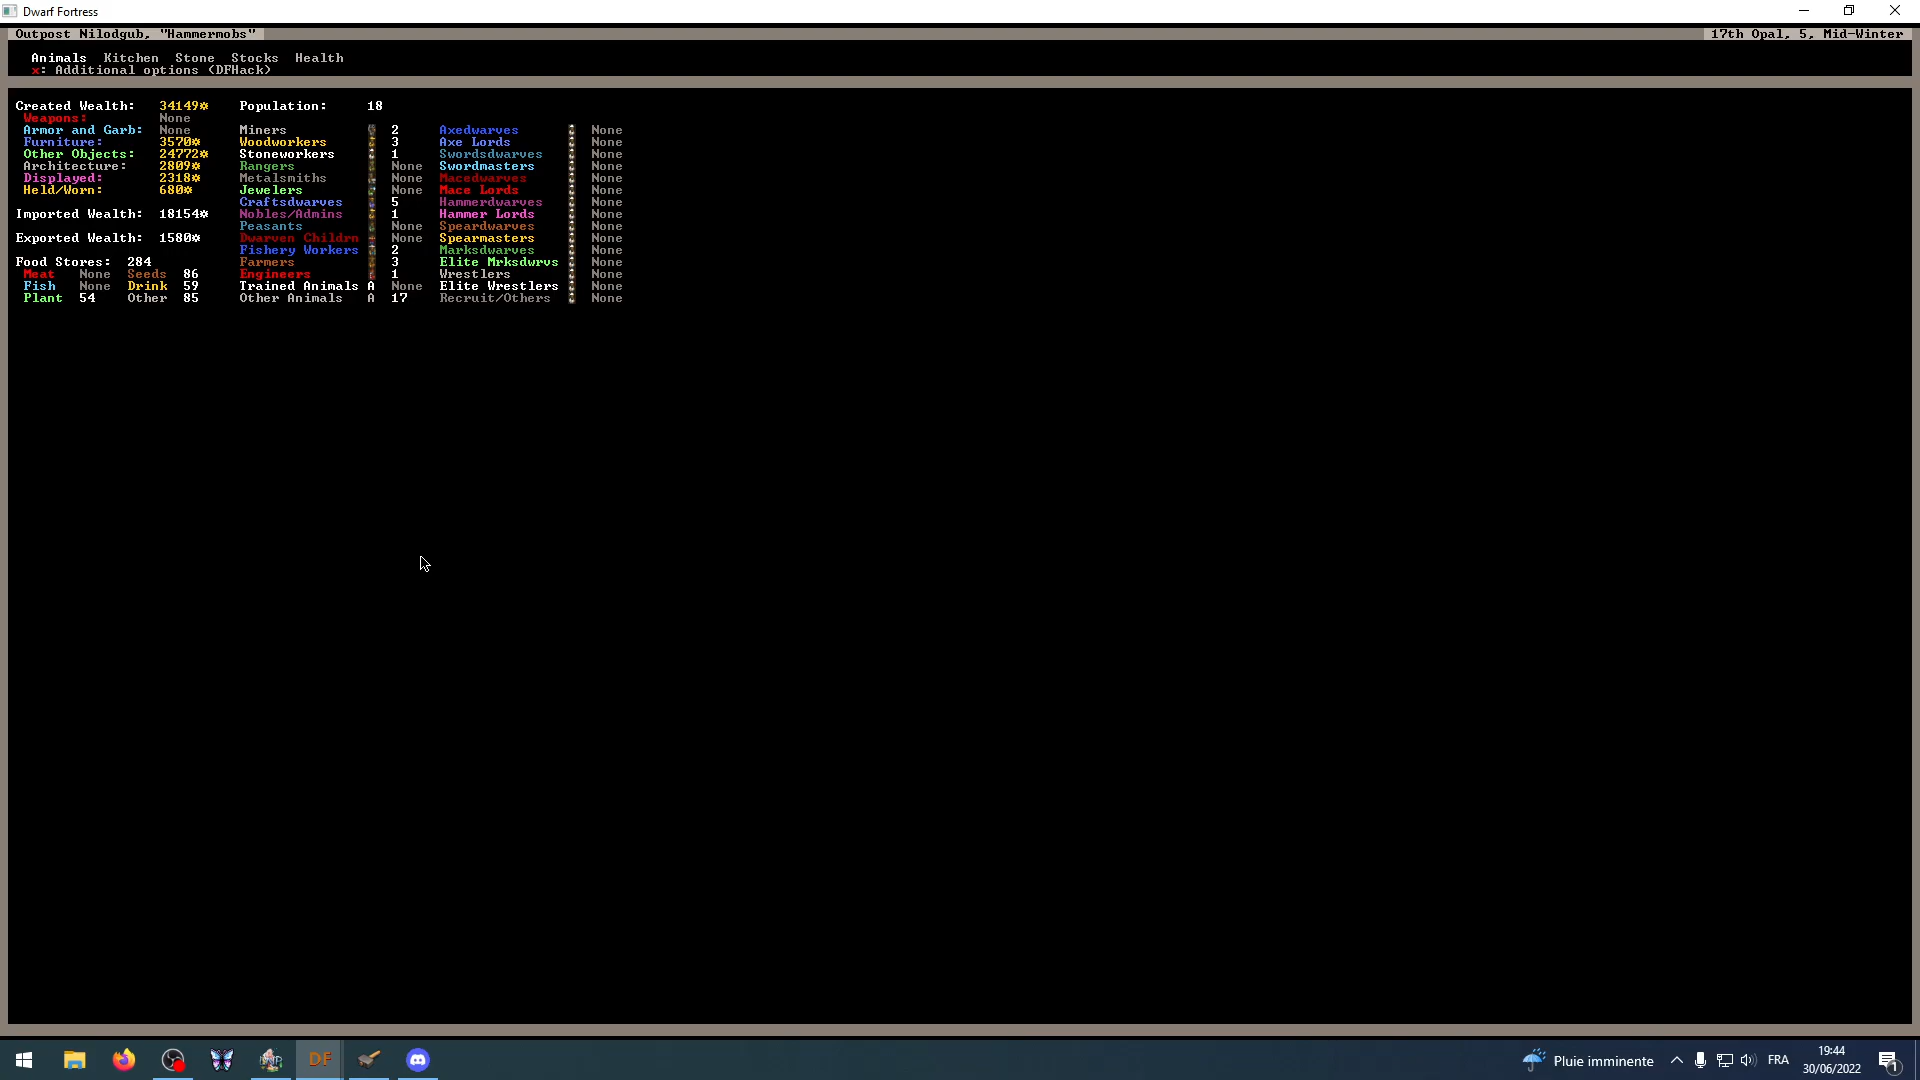 Dwarf Fortress
Outpost Nilodgub, "Hammermobs" 17th Opal, 5, Mid-Winter
Animals Kitchen Stone Stocks Health
x: Additional options (DFHack)
Created Wealth: 34149☼ Population: 18
Weapons: None
Armor and Garb: None Miners 2 Axedwarves None
Furniture: 3570☼ Woodworkers 3 Axe Lords None
Other Objects: 24772☼ Stoneworkers 1 Swordsdwarves None
Architecture: 2809☼ Rangers None Swordmasters None
Displayed: 2318☼ Metalsmiths None Macedwarves None
Held/Worn: 680☼ Jewelers None Mace Lords None
Craftsdwarves 5 Hammerdwarves None
Imported Wealth: 18154☼ Nobles/Admins 1 Hammer Lords None
Peasants None Speardwarves None
Exported Wealth: 1580☼ Dwarven Childrn None Spearmasters None
Fishery Workers 2 Marksdwarves None
Food Stores: 284 Farmers 3 Elite Mrksdwrvs None
Meat None Seeds 86 Engineers 1 Wrestlers None
Fish None Drink 59 Trained Animals A None Elite Wrestlers None
Plant 54 Other 85 Other Animals A 17 Recruit/Others None
DF
Pluie imminente FRA 19:44
30/06/2022
1